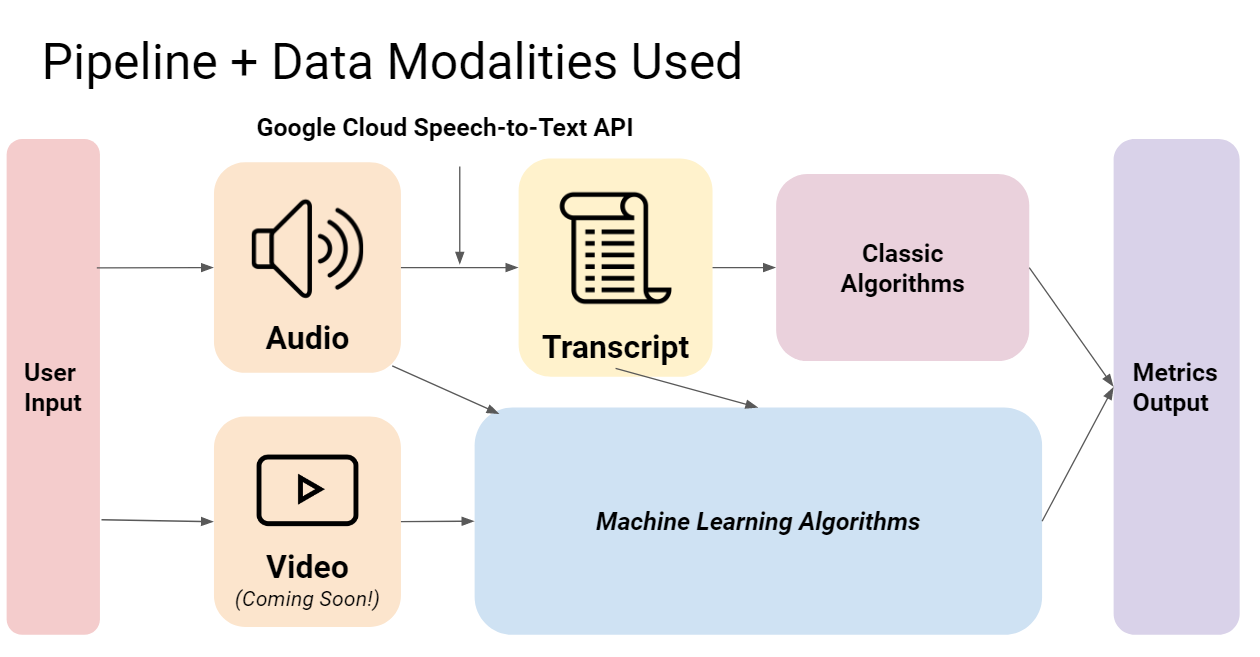 Pipeline + Data Modalities Used
Google Cloud Speech-to-Text API
User
Input
Audio
Transcript
Classic
Algorithms
Metrics
Output
Video
(Coming Soon!)
Machine Learning Algorithms